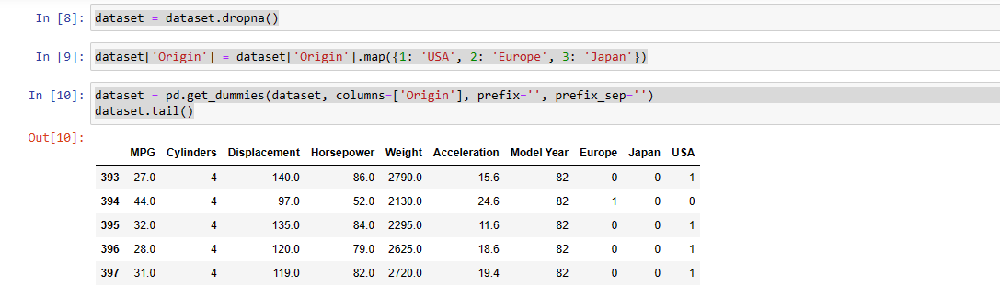 In [8]: dataset = dataset.dropna()
In [9]: dataset['Origin'] = dataset['Origin'].map({1: 'USA', 2: 'Europe', 3: 'Japan'})
In [10]: dataset = pd.get_dummies(dataset, columns=['Origin'], prefix='', prefix_sep='')
dataset.tail()
Out[10]:
MPG Cylinders Displacement Horsepower Weight Acceleration Model Year Europe Japan USA
393 27.0 4 140.0 86.0 2790.0 15.6 82 0 0 1
394 44.0 4 97.0 52.0 2130.0 24.6 82 1 0 0
395 32.0 4 135.0 84.0 2295.0 11.6 82 0 0 1
396 28.0 4 120.0 79.0 2625.0 18.6 82 0 0 1
397 31.0 4 119.0 82.0 2720.0 19.4 82 0 0 1